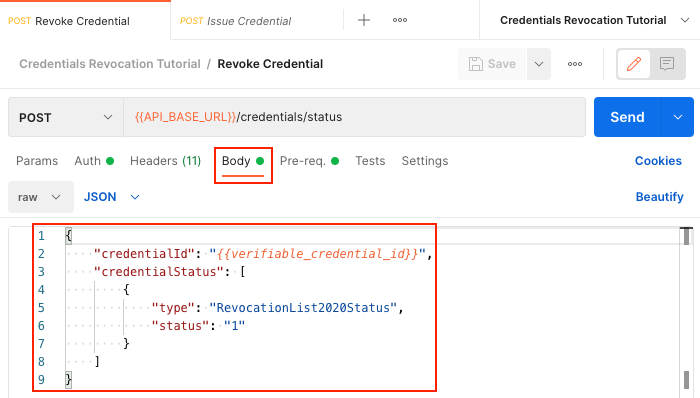 POST Revoke Credential POST Issue Credential Credentials Revocation Tutorial
Credentials Revocation Tutorial / Revoke Credential Save
POST {{API_BASE_URL}}/credentials/status Send
Params Auth Headers (11) Body Pre-req. Tests Settings Cookies
raw JSON Beautify
1 {
2 "credentialId": "{{verifiable_credential_id}}",
3 "credentialStatus": [
4 {
5 "type": "RevocationList2020Status",
6 "status": "1"
7 }
8 ]
9 }